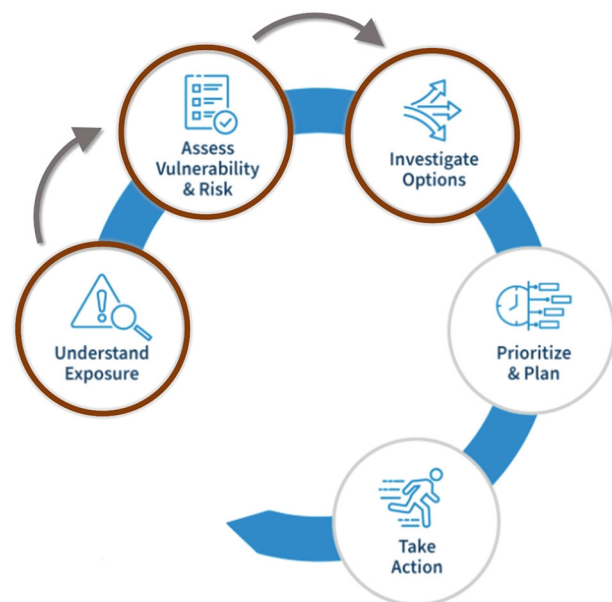 Understand
Exposure
Assess
Vulnerability
& Risk
Investigate
Options
Prioritize
& Plan
Take
Action